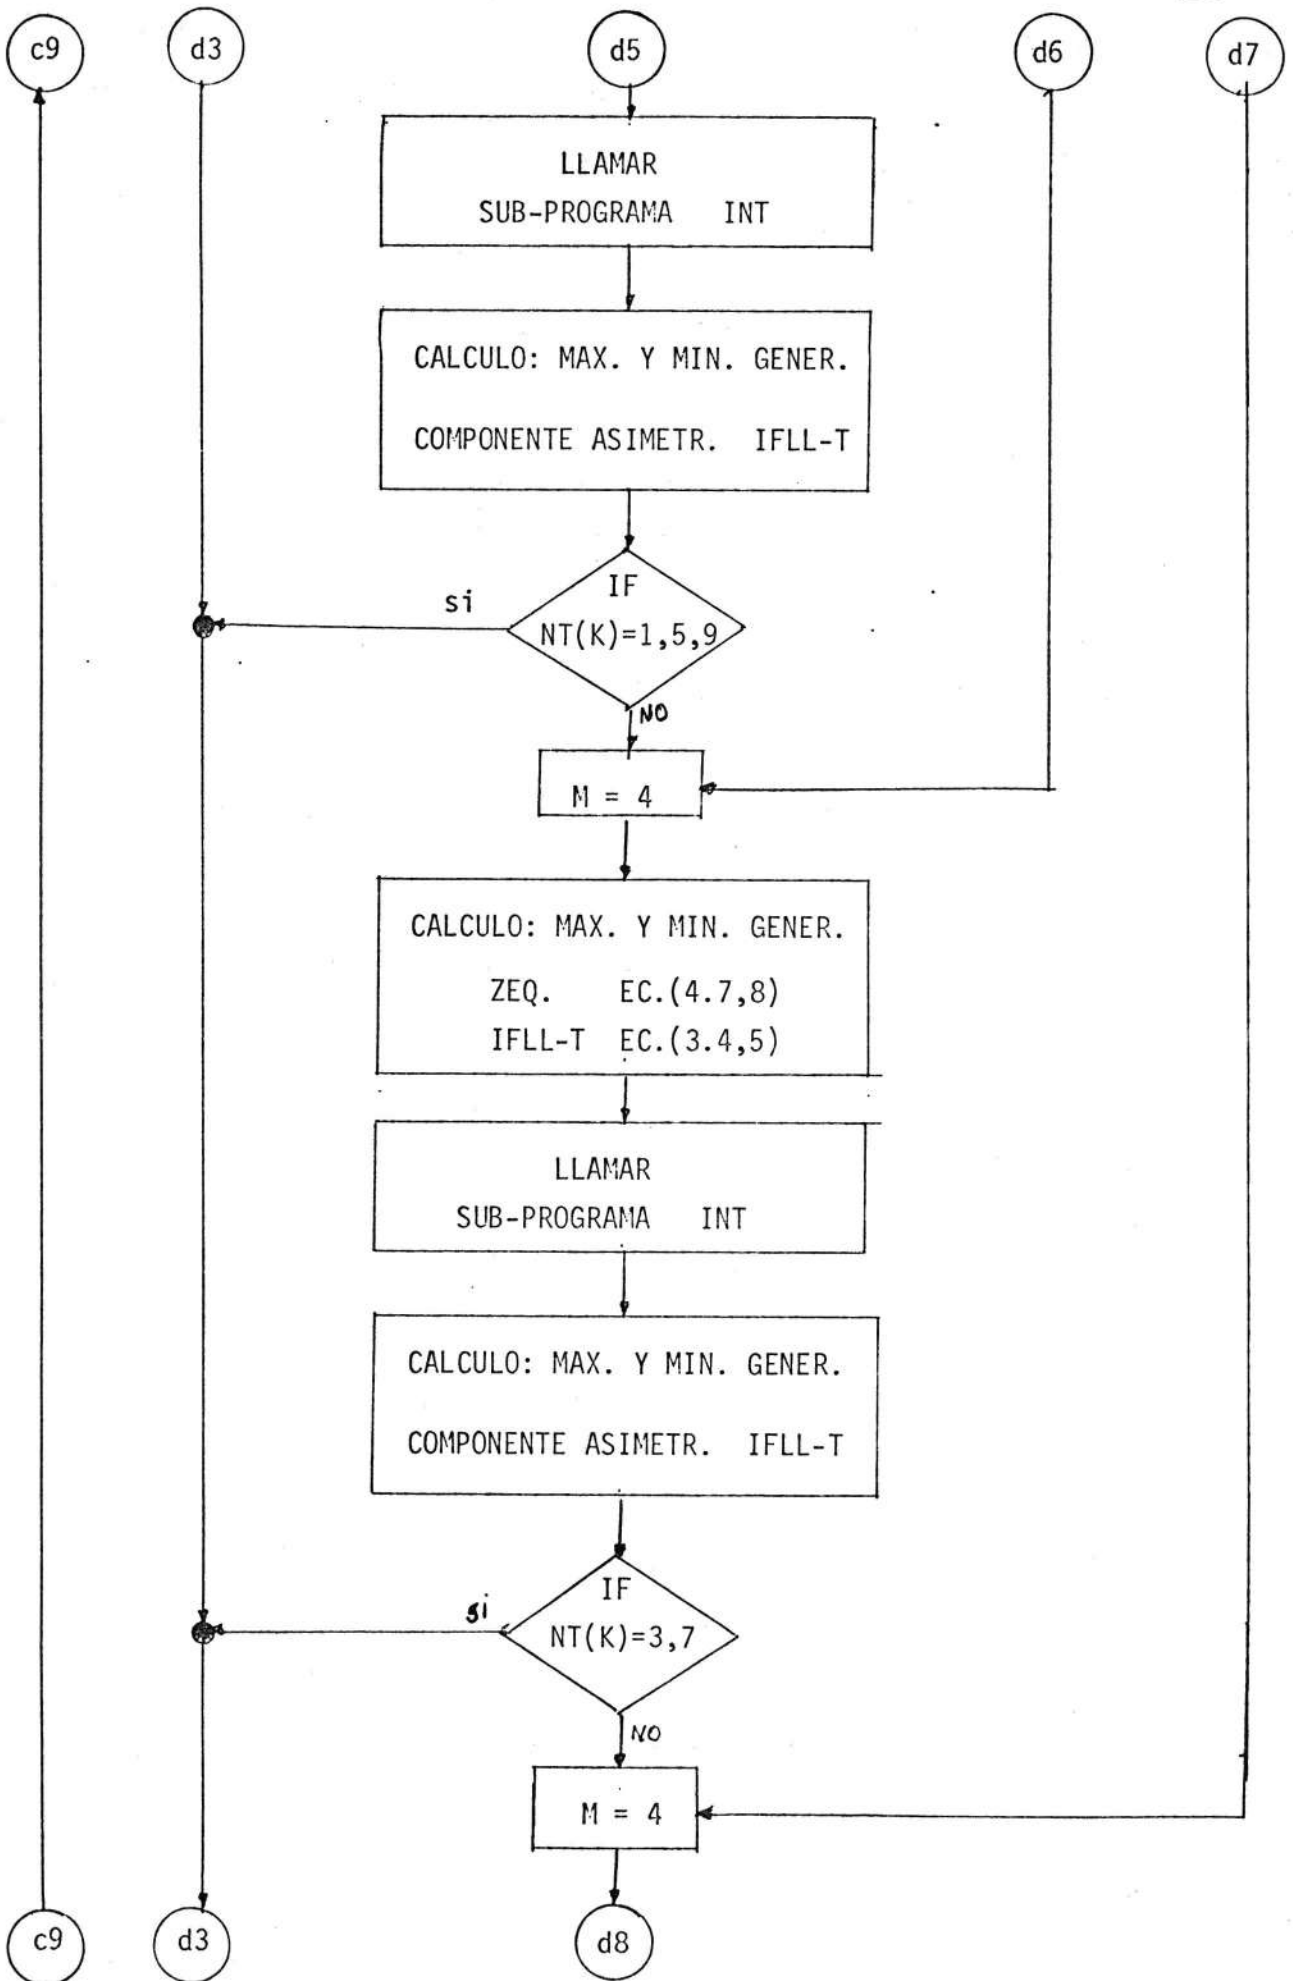 c9
d3
d5
d6
d7
LLAMAR
SUB-PROGRAMA INT
CALCULO: MAX. Y MIN. GENER.
COMPONENTE ASIMETR. IFLL-T
IF
NT(K)=1,5,9
si
NO
M = 4
CALCULO: MAX. Y MIN. GENER.
ZEQ. EC.(4.7,8)
IFLL-T EC.(3.4,5)
LLAMAR
SUB-PROGRAMA INT
CALCULO: MAX. Y MIN. GENER.
COMPONENTE ASIMETR. IFLL-T
IF
NT(K)=3,7
si
NO
M = 4
c9
d3
d8